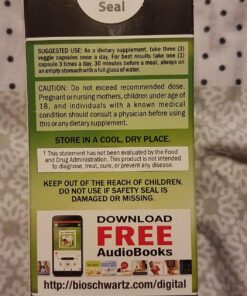 Seal
SUGGESTED USE: As a dietary supplement, take three (3)
veggie capsules once a day. For best results take one (1)
capsule 3 times a day, 30 minutes before a meal, always on
an empty stomach with a full glass of water.
CAUTION: Do not exceed recommended dose.
Pregnant or nursing mothers, children under age of
18, and individuals with a known medical
condition should consult a physician before using
this or any dietary supplement.
STORE IN A COOL, DRY PLACE.
‡ This statement has not been evaluated by the Food
and Drug Administration. This product is not intended
to diagnose, treat, cure, or prevent any disease.
KEEP OUT OF THE REACH OF CHILDREN.
DO NOT USE IF SAFETY SEAL IS
DAMAGED OR MISSING.
DOWNLOAD
FREE
AudioBooks
http://bioschwartz.com/digital